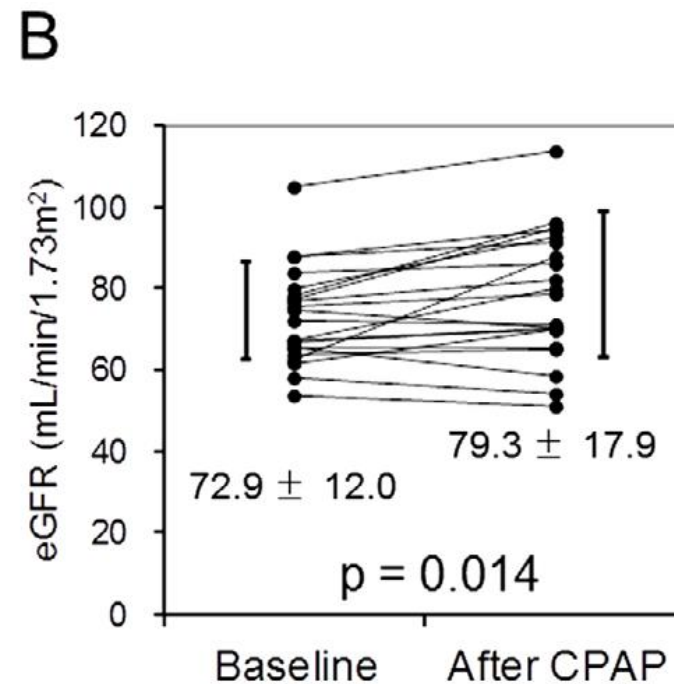 B
eGFR (mL/min/1.73m²)
120
100
80
60
40
20
0
79.3 ± 17.9
72.9 ± 12.0
p = 0.014
Baseline
After CPAP